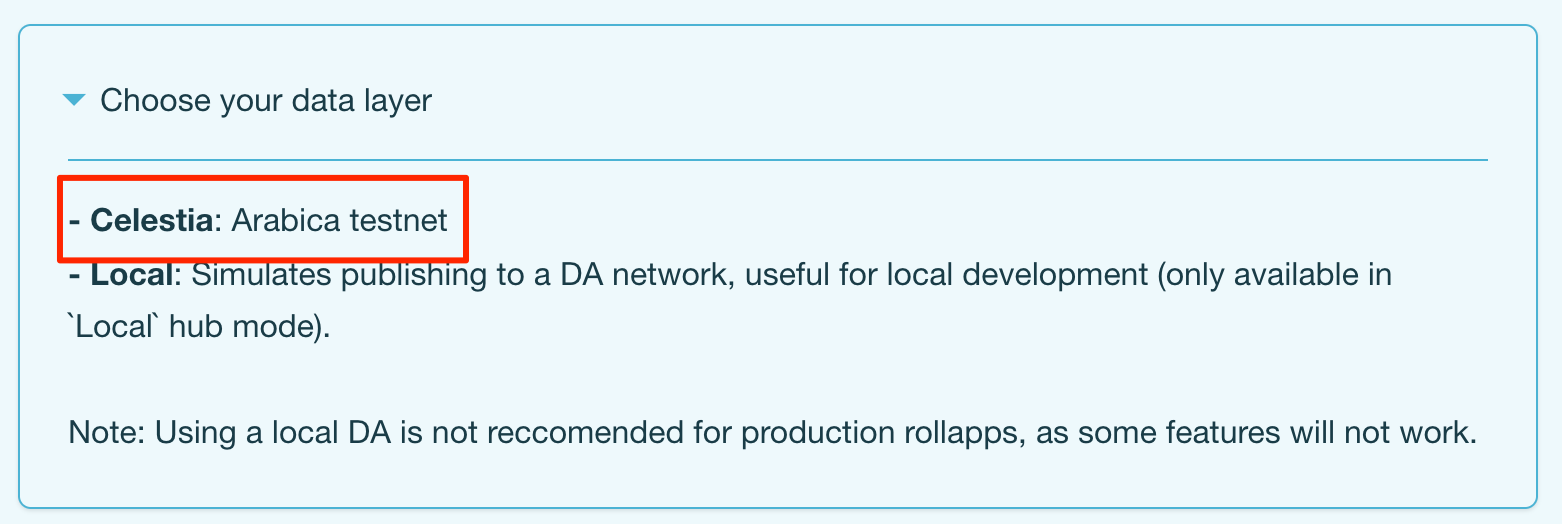 Choose your data layer
- Celestia: Arabica testnet
- Local: Simulates publishing to a DA network, useful for local development (only available in
`Local` hub mode).
Note: Using a local DA is not reccomended for production rollapps, as some features will not work.